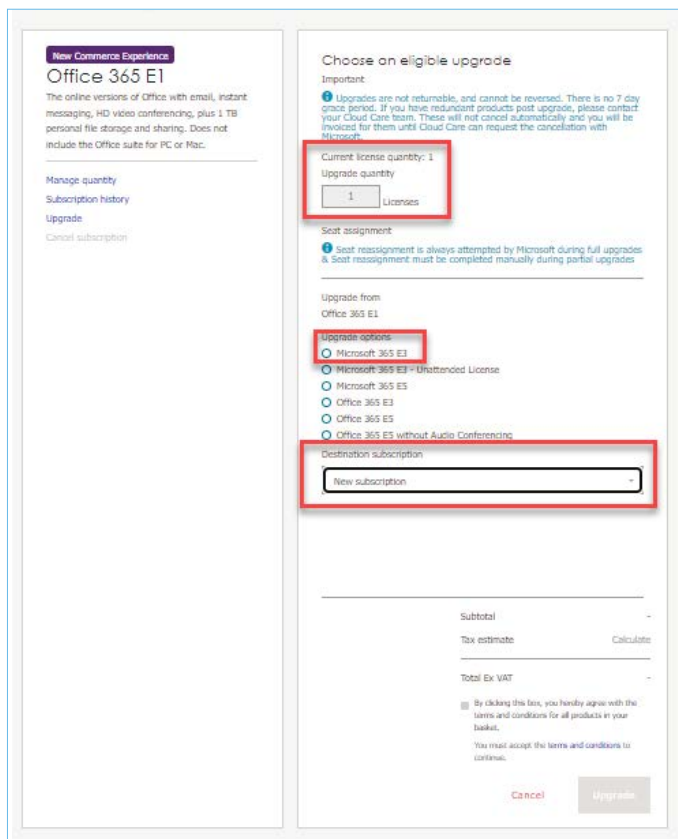 New Commerce Experience
Office 365 E1
The online versions of Office with email, instant
messaging, HD video conferencing, plus 1 TB
personal file storage and sharing. Does not
include the Office suite for PC or Mac.
Manage quantity
Subscription history
Upgrade
Cancel subscription
Choose an eligible upgrade
Important
Upgrades are not returnable, and cannot be reversed. There is no 7 day
grace period. If you have redundant products post upgrade, please contact
your Cloud Care team. These will not cancel automatically and you will be
invoiced for them until Cloud Care can request the cancellation with
Microsoft.
Current license quantity: 1
Upgrade quantity
1
Licenses
Seat assignment
Seat reassignment is always attempted by Microsoft during full upgrades
& Seat reassignment must be completed manually during partial upgrades
Upgrade from
Office 365 E1
Upgrade options
Microsoft 365 E3
Microsoft 365 E3 - Unattended License
Microsoft 365 E5
Office 365 E3
Office 365 E5
Office 365 E5 without Audio Conferencing
Destination subscription
New subscription
Subtotal -
Tax estimate Calculate
Total Ex VAT -
By clicking this box, you hereby agree with the
terms and conditions for all products in your
basket.
You must accept the terms and conditions to
continue.
Cancel
Upgrade